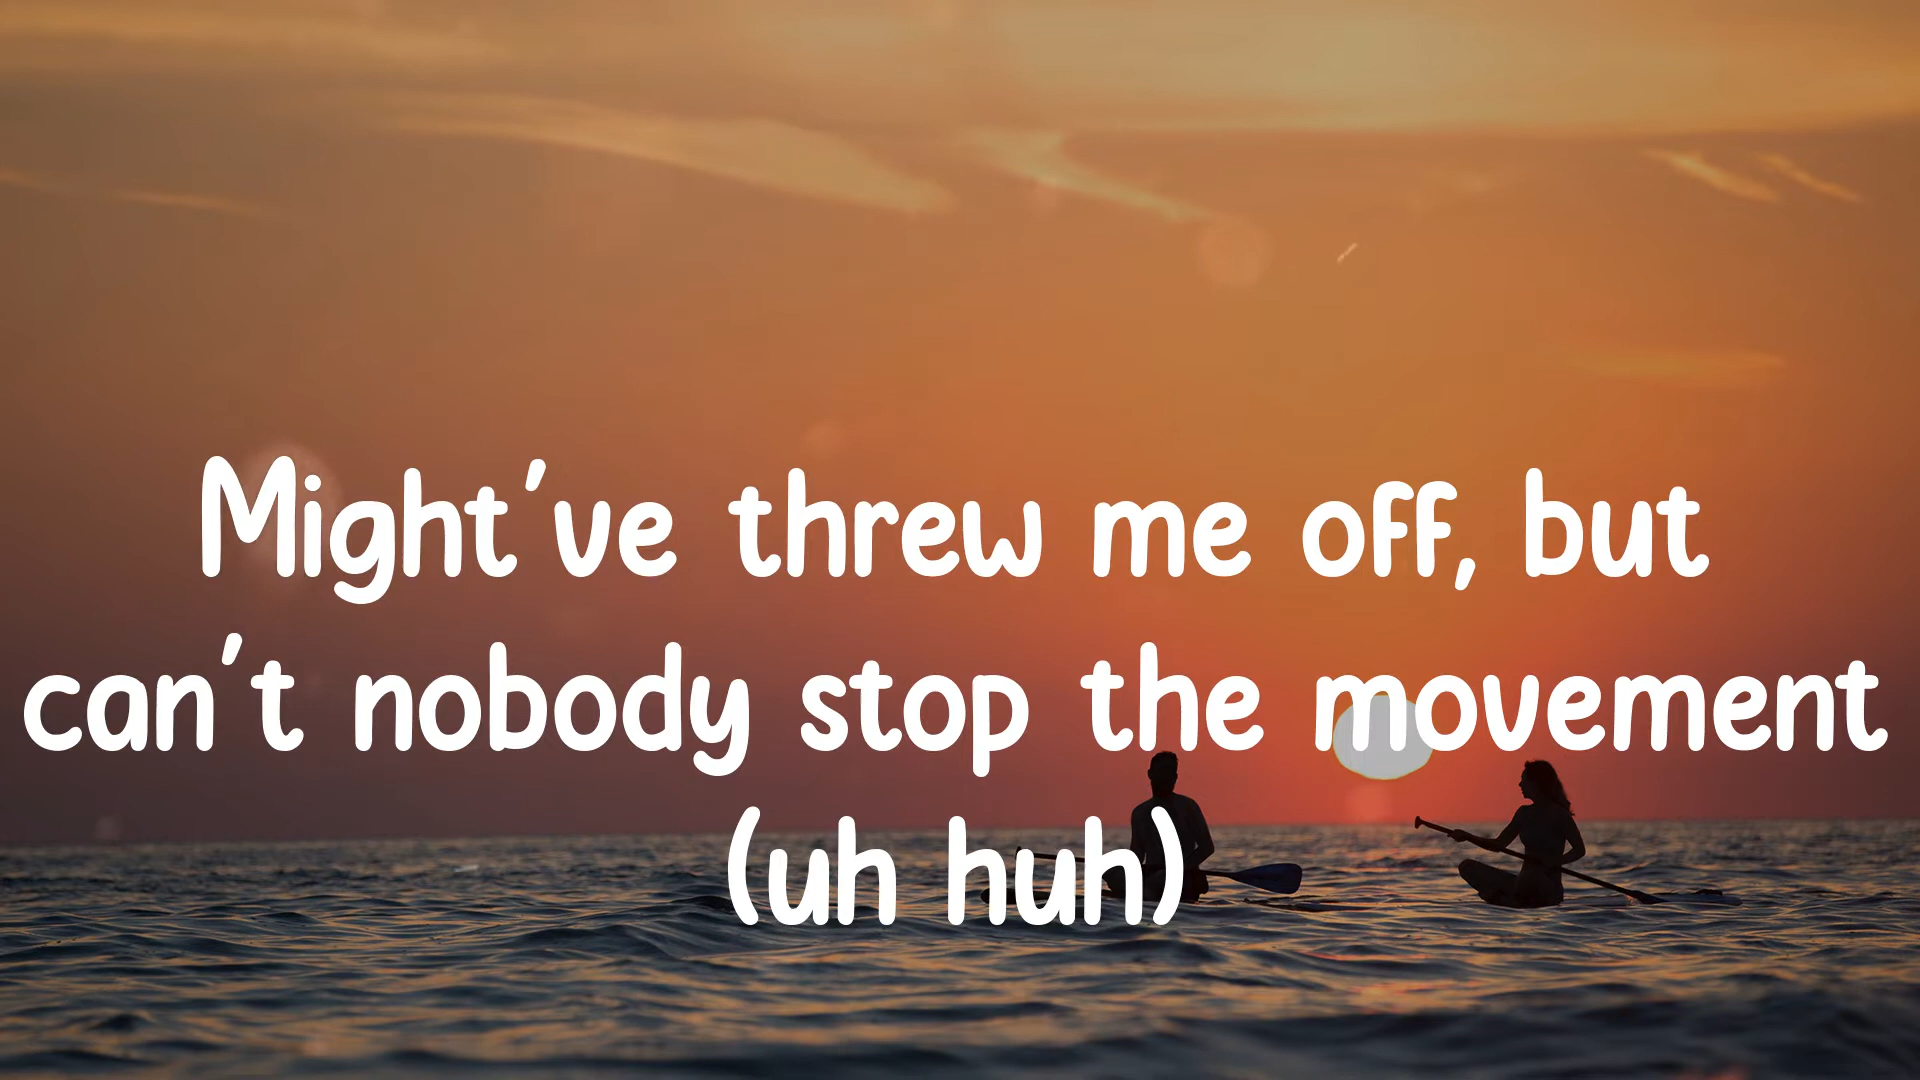 Might've threw me off, but
can't nobody stop the movement
(uh huh)